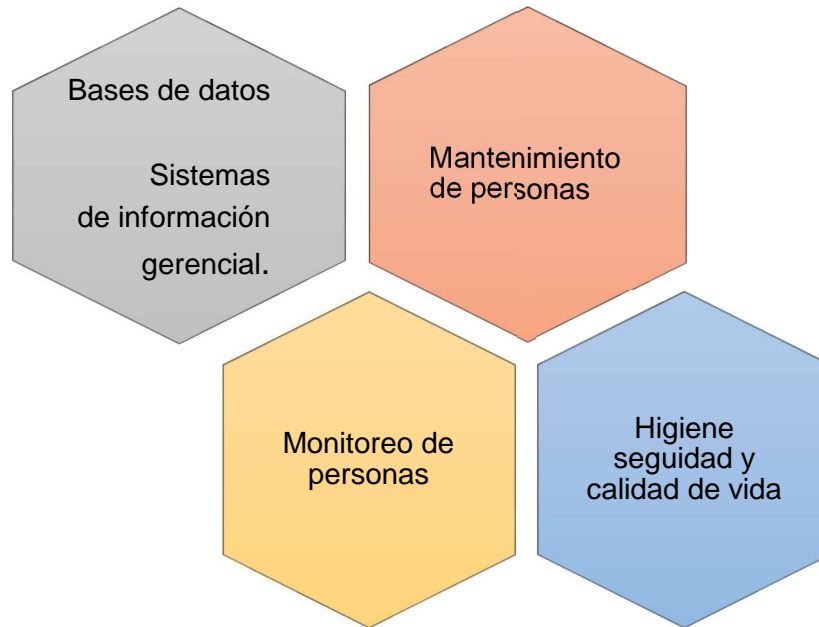 Bases de datos
Sistemas
de información
gerencial.
Mantenimiento
de personas
Monitoreo de
personas
Higiene
seguidad y
calidad de vida